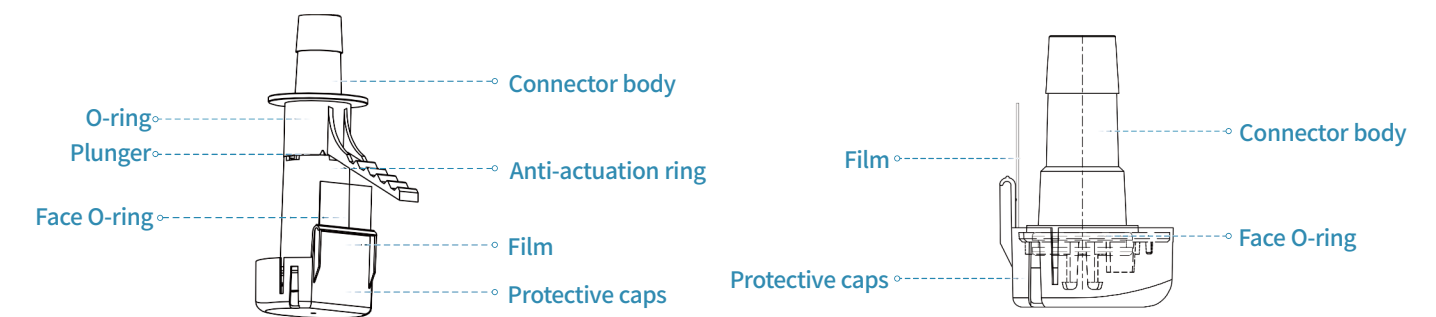 Connector body
O-ring
Plunger
Anti-actuation ring
Face O-ring
Film
Protective caps
Connector body
Film
Face O-ring
Protective caps